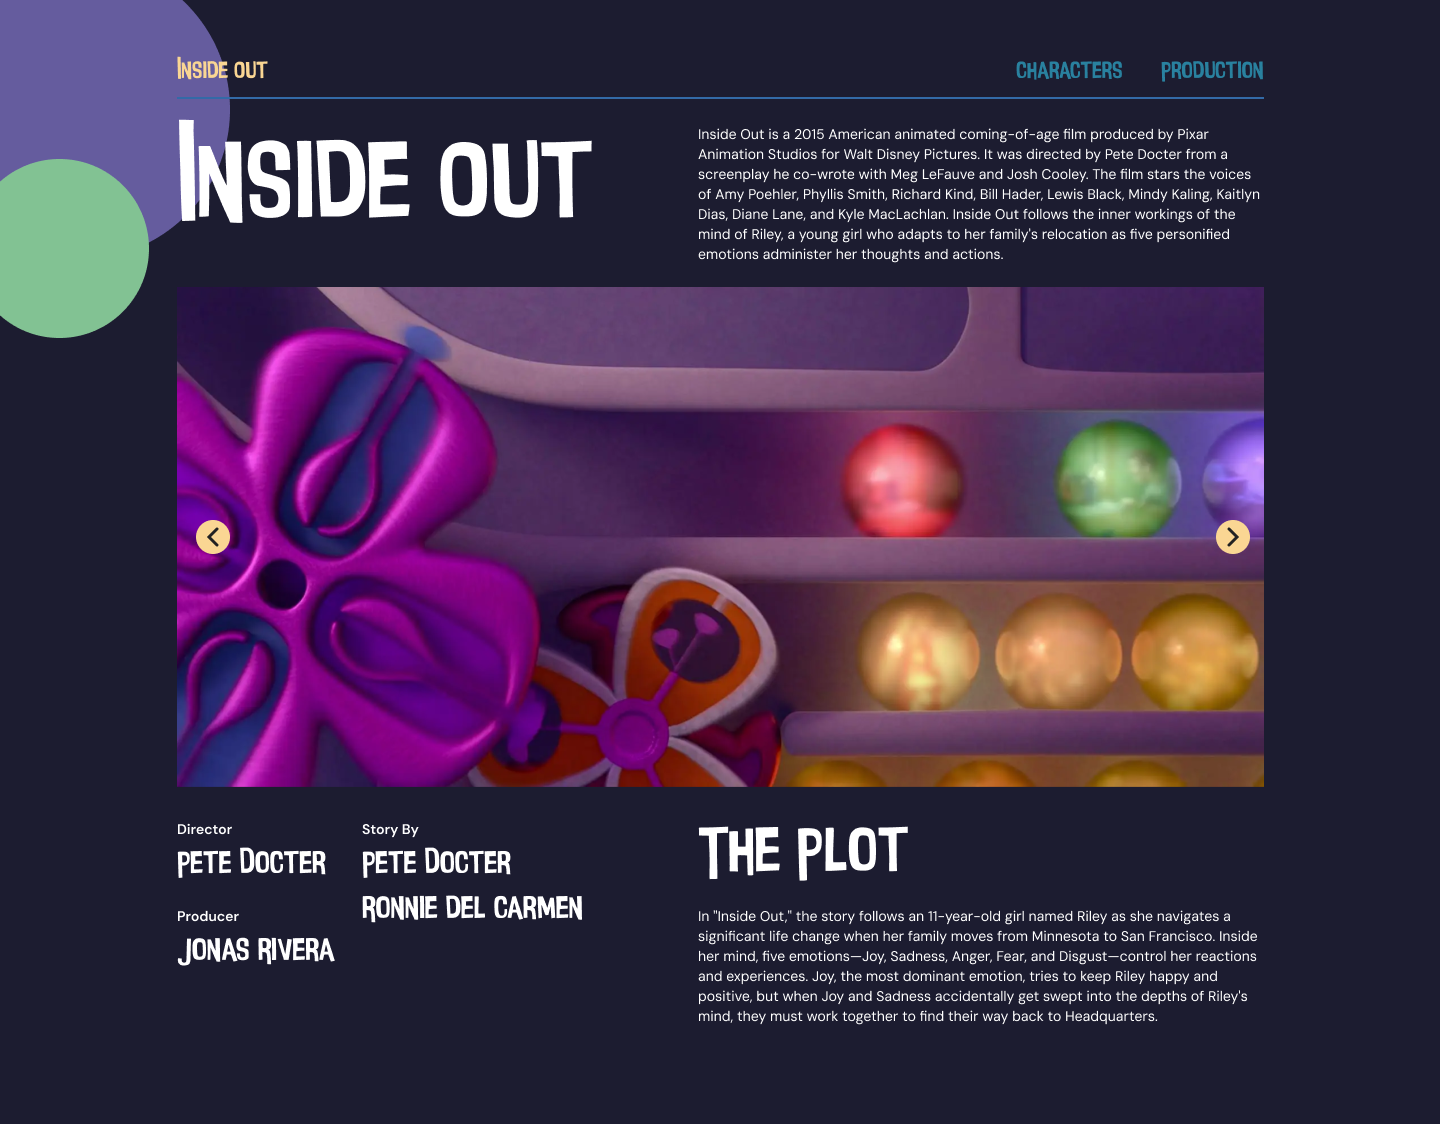 Inside out
Characters
Production
Inside out
Inside Out is a 2015 American animated coming-of-age film produced by Pixar
Animation Studios for Walt Disney Pictures. It was directed by Pete Docter from a
screenplay he co-wrote with Meg LeFauve and Josh Cooley. The film stars the voices
of Amy Poehler, Phyllis Smith, Richard Kind, Bill Hader, Lewis Black, Mindy Kaling, Kaitlyn
Dias, Diane Lane, and Kyle MacLachlan. Inside Out follows the inner workings of the
mind of Riley, a young girl who adapts to her family's relocation as five personified
emotions administer her thoughts and actions.
Director
Pete Docter
Producer
Jonas Rivera
Story By
Pete Docter
Ronnie del Carmen
The Plot
In "Inside Out," the story follows an 11-year-old girl named Riley as she navigates a
significant life change when her family moves from Minnesota to San Francisco. Inside
her mind, five emotions—Joy, Sadness, Anger, Fear, and Disgust—control her reactions
and experiences. Joy, the most dominant emotion, tries to keep Riley happy and
positive, but when Joy and Sadness accidentally get swept into the depths of Riley's
mind, they must work together to find their way back to Headquarters.